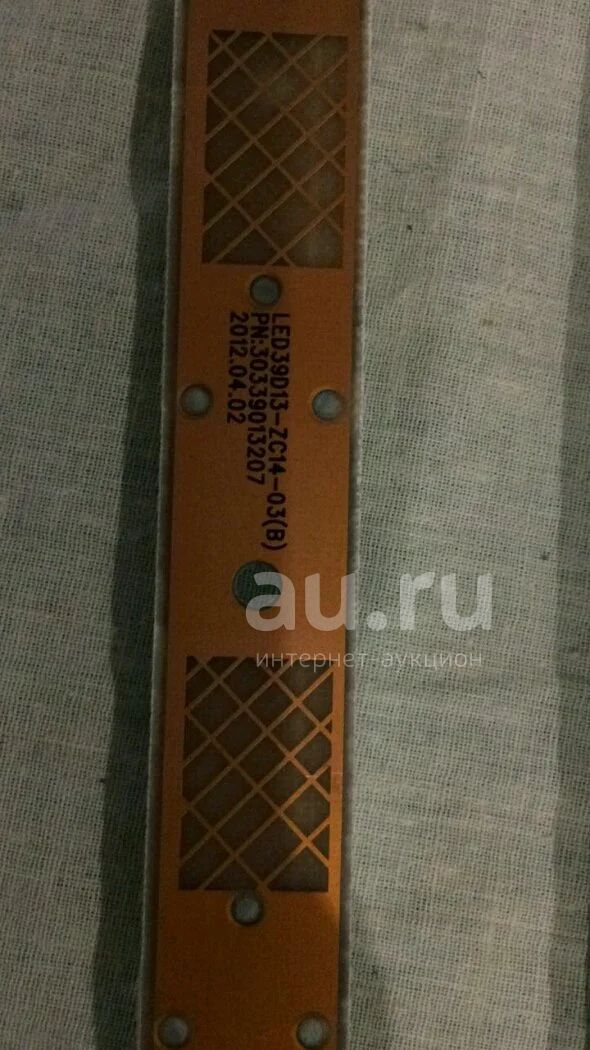 LED39D13-ZC14-03(B)
PN:30339013207
2012.04.02
au.ru
интернет аукцион